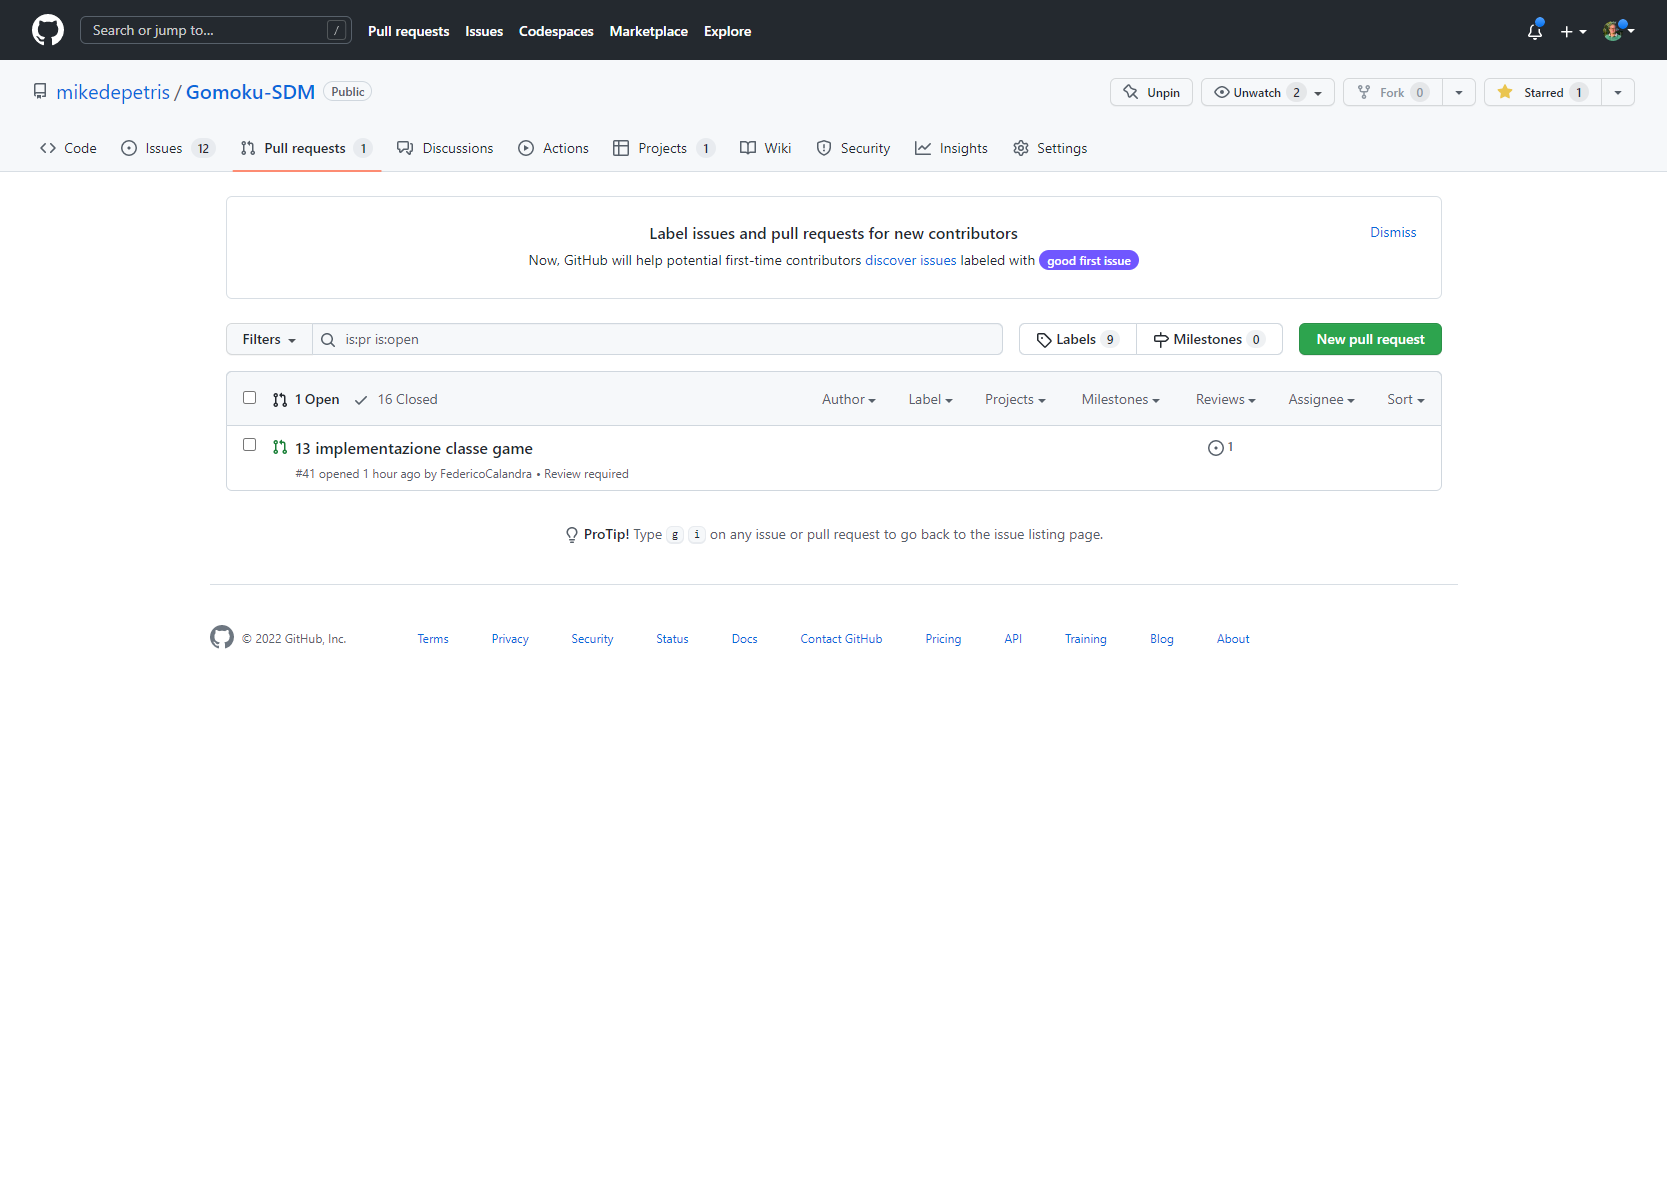 Search or jump to... / Pull requests Issues Codespaces Marketplace Explore
mikedepetris / Gomoku-SDM Public Unpin Unwatch 2 Fork 0 Starred 1
Code Issues 12 Pull requests 1 Discussions Actions Projects 1 Wiki Security Insights Settings
Label issues and pull requests for new contributors Dismiss
Now, GitHub will help potential first-time contributors discover issues labeled with good first issue
Filters is:pr is:open Labels 9 Milestones 0 New pull request
1 Open 16 Closed Author Label Projects Milestones Reviews Assignee Sort
13 implementazione classe game 1
#41 opened 1 hour ago by FedericoCalandra • Review required
ProTip! Type g i on any issue or pull request to go back to the issue listing page.
© 2022 GitHub, Inc. Terms Privacy Security Status Docs Contact GitHub Pricing API Training Blog About